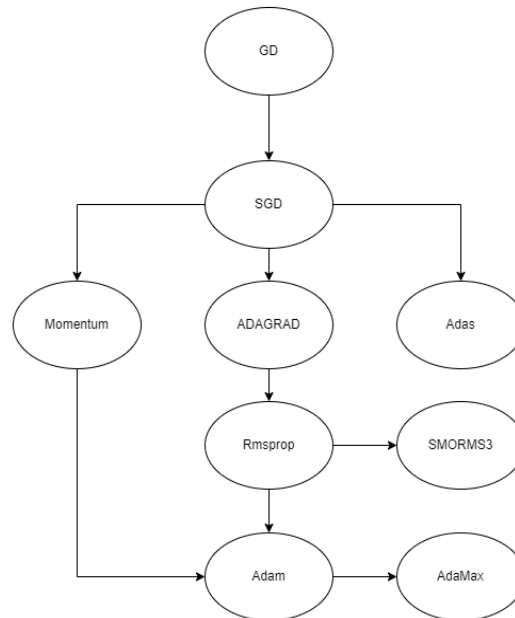 GD
SGD
Momentum
ADAGRAD
Adas
Rmsprop
SMORMS3
Adam
AdaMax